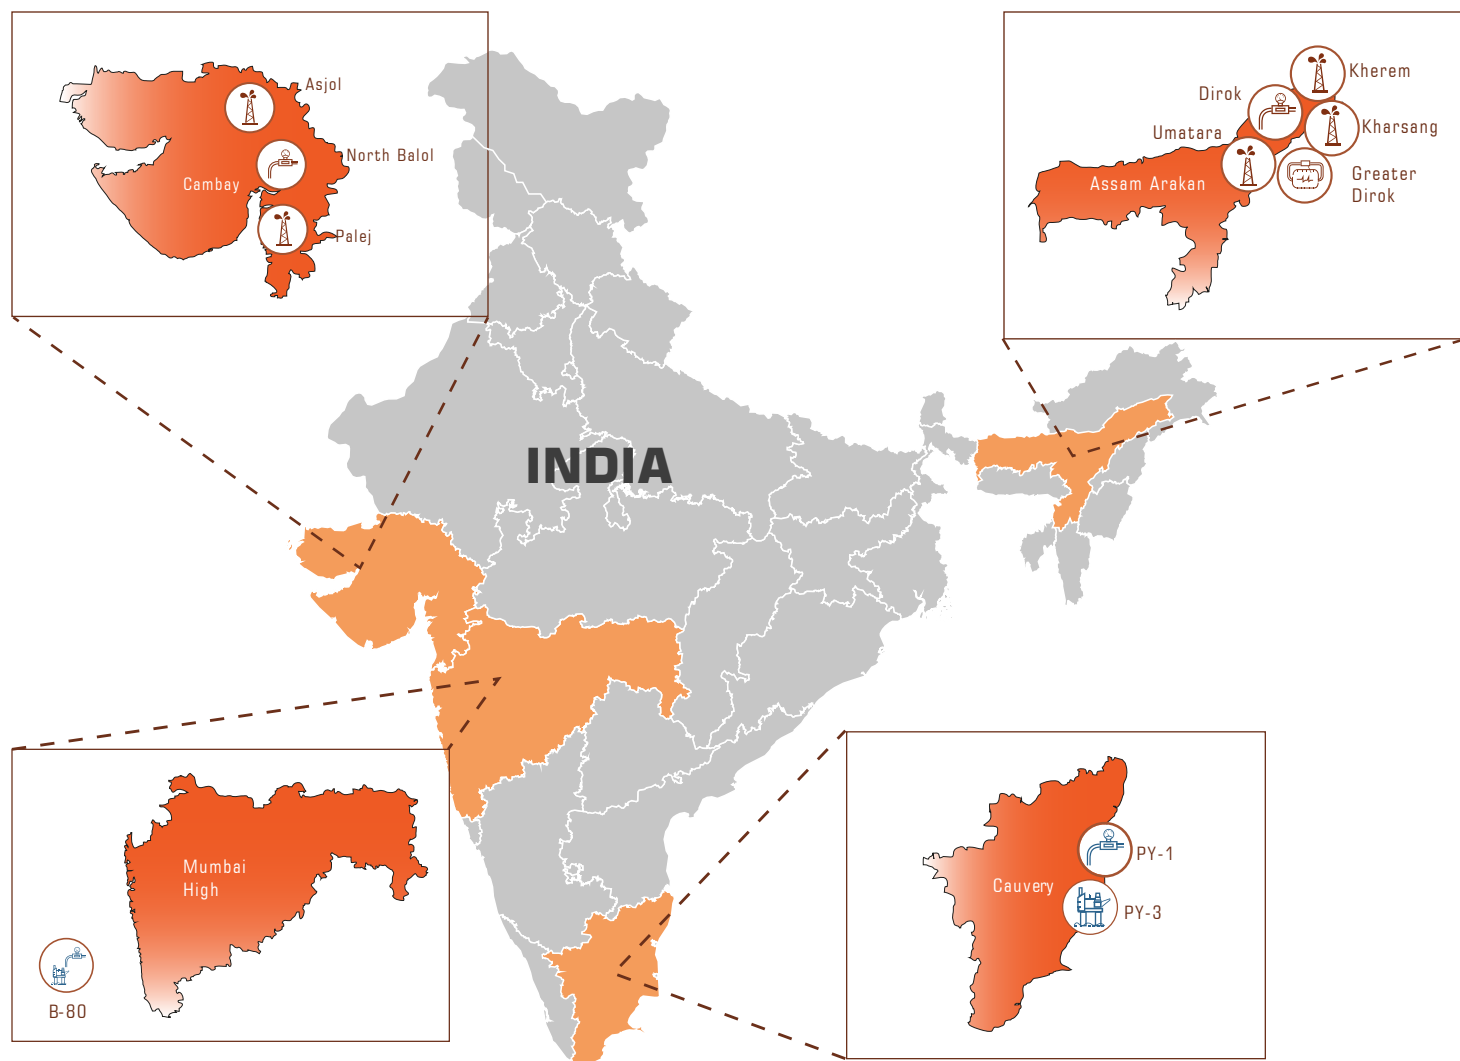 Asjol
North Balol
Cambay
Palej
Kherem
Dirok
Kharsang
Umatara
Greater
Dirok
Assam Arakan
INDIA
Mumbai
High
B-80
PY-1
Cauvery
PY-3